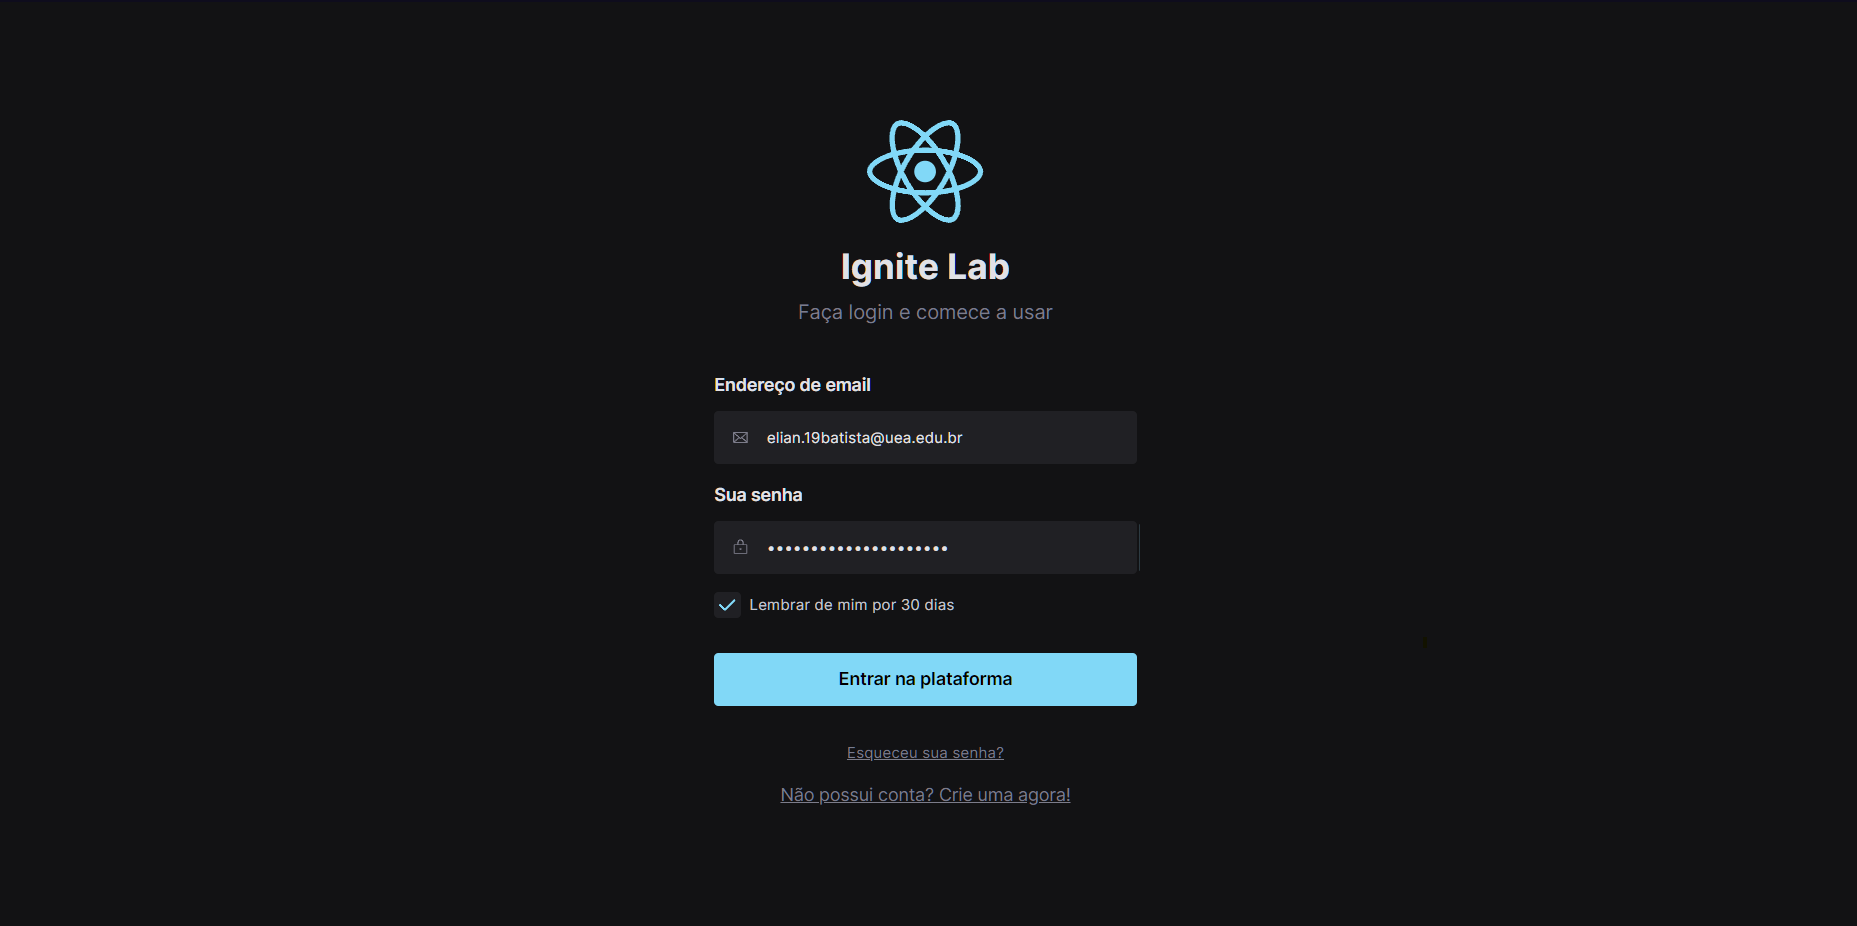 Ignite Lab
Faça login e comece a usar
Endereço de email
elian.19batista@uea.edu.br
Sua senha
•••••••••••••••••••••
Lembrar de mim por 30 dias
Entrar na plataforma
Esqueceu sua senha?
Não possui conta? Crie uma agora!